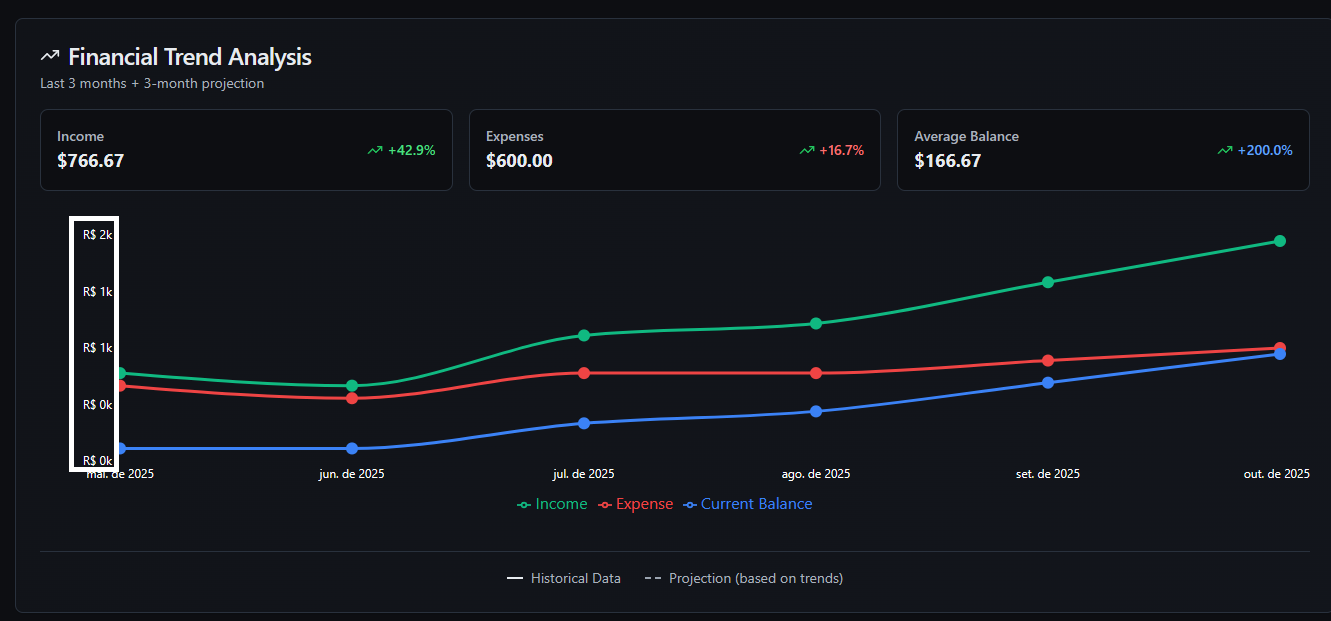 Financial Trend Analysis
Last 3 months + 3-month projection
Income
$766.67
+42.9%
Expenses
$600.00
+16.7%
Average Balance
$166.67
+200.0%
R$ 2k
R$ 1k
R$ 1k
R$ 0k
R$ 0k
mai. de 2025
jun. de 2025
jul. de 2025
ago. de 2025
set. de 2025
out. de 2025
Income
Expense
Current Balance
Historical Data
Projection (based on trends)